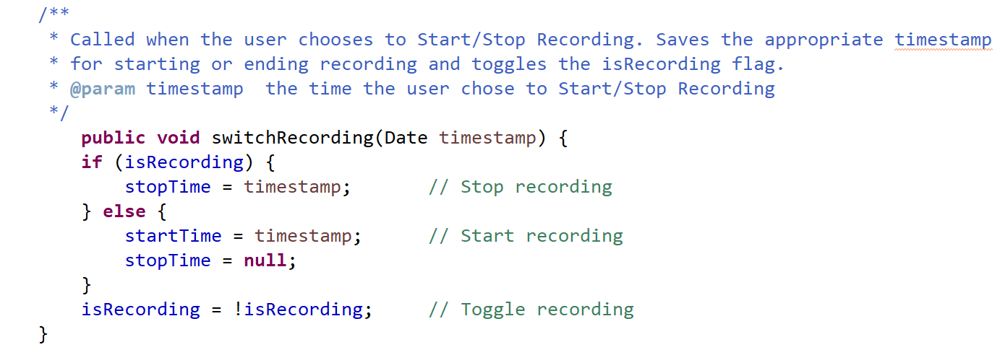 /**
 * Called when the user chooses to Start/Stop Recording. Saves the appropriate timestamp
 * for starting or ending recording and toggles the isRecording flag.
 * @param timestamp  the time the user chose to Start/Stop Recording
 */
    public void switchRecording(Date timestamp) {
    if (isRecording) {
        stopTime = timestamp;       // Stop recording
    } else {
        startTime = timestamp;      // Start recording
        stopTime = null;
    }
    isRecording = !isRecording;     // Toggle recording
}